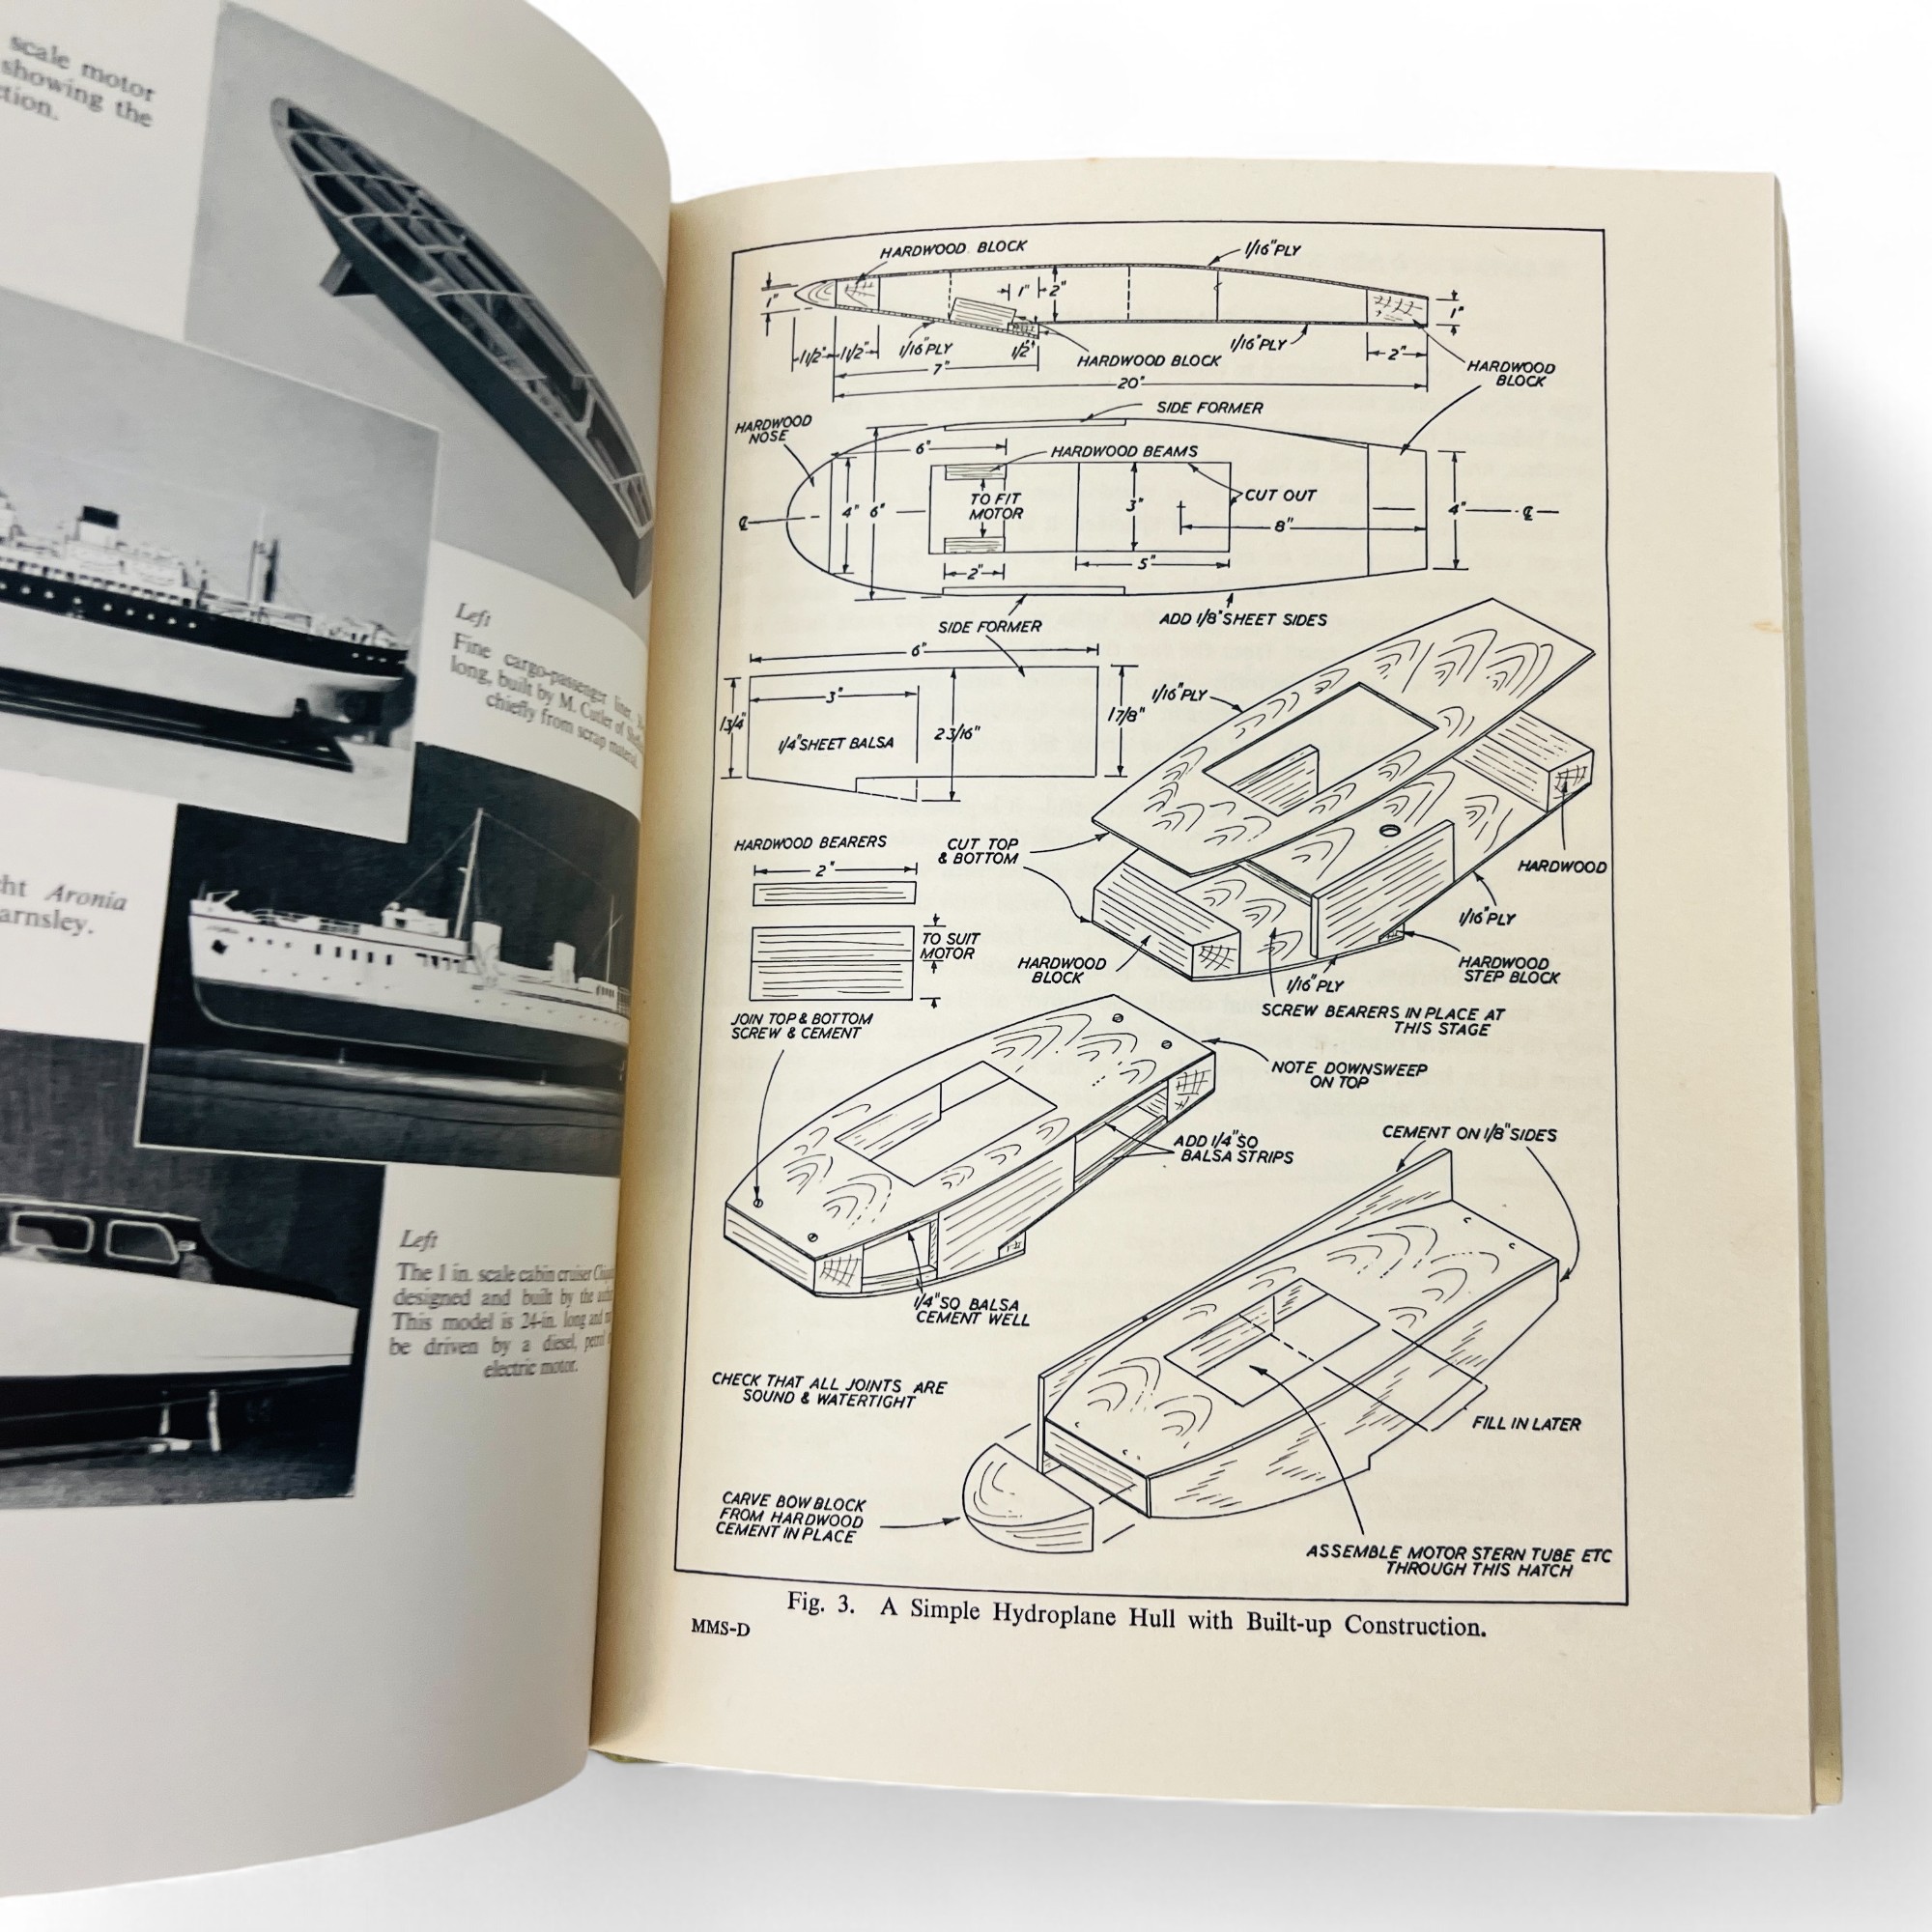 scale motor
showing the
Left
Fine cargo-passenger liner,
long, built by M. Cutler of
chiefly from scrap material.
Aronia
Left
The 1 in. scale cabin cruiser
designed and built by the
This model is 24-in. long and
be driven by a diesel, petrol
electric motor.
HARDWOOD BLOCK
1/16" PLY
1"
1"
2"
1"
1 1/2"
1 1/2"
1/16" PLY
1/2"
HARDWOOD BLOCK
1/16" PLY
2"
HARDWOOD
BLOCK
7"
20"
SIDE FORMER
HARDWOOD
NOSE
6"
HARDWOOD BEAMS
TO FIT
MOTOR
CUT OUT
4"
6"
3"
8"
4"
℄
℄
2"
5"
SIDE FORMER
ADD 1/8" SHEET SIDES
6"
3"
1 3/4"
1/4" SHEET BALSA
2 3/16"
1 7/8"
1/16" PLY
HARDWOOD BEARERS
2"
CUT TOP
& BOTTOM
HARDWOOD
1/16" PLY
TO SUIT
MOTOR
HARDWOOD
BLOCK
1/16" PLY
HARDWOOD
STEP BLOCK
SCREW BEARERS IN PLACE AT
THIS STAGE
JOIN TOP & BOTTOM
SCREW & CEMENT
NOTE DOWNSWEEP
ON TOP
ADD 1/4" SQ
BALSA STRIPS
CEMENT ON 1/8" SIDES
1/4" SQ BALSA
CEMENT WELL
CHECK THAT ALL JOINTS ARE
SOUND & WATERTIGHT
FILL IN LATER
CARVE BOW BLOCK
FROM HARDWOOD
CEMENT IN PLACE
ASSEMBLE MOTOR STERN TUBE ETC
THROUGH THIS HATCH
Fig. 3. A Simple Hydroplane Hull with Built-up Construction.
MMS-D